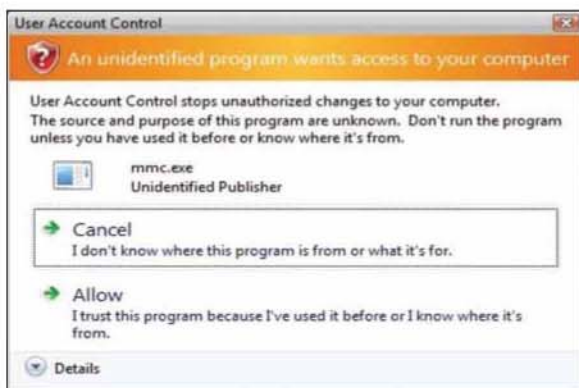 User Account Control
An unidentified program wants access to your computer
User Account Control stops unauthorized changes to your computer.
The source and purpose of this program are unknown. Don't run the program
unless you have used it before or know where it's from.
mmc.exe
Unidentified Publisher
Cancel
I don't know where this program is from or what it's for.
Allow
I trust this program because I've used it before or I know where it's
from.
Details